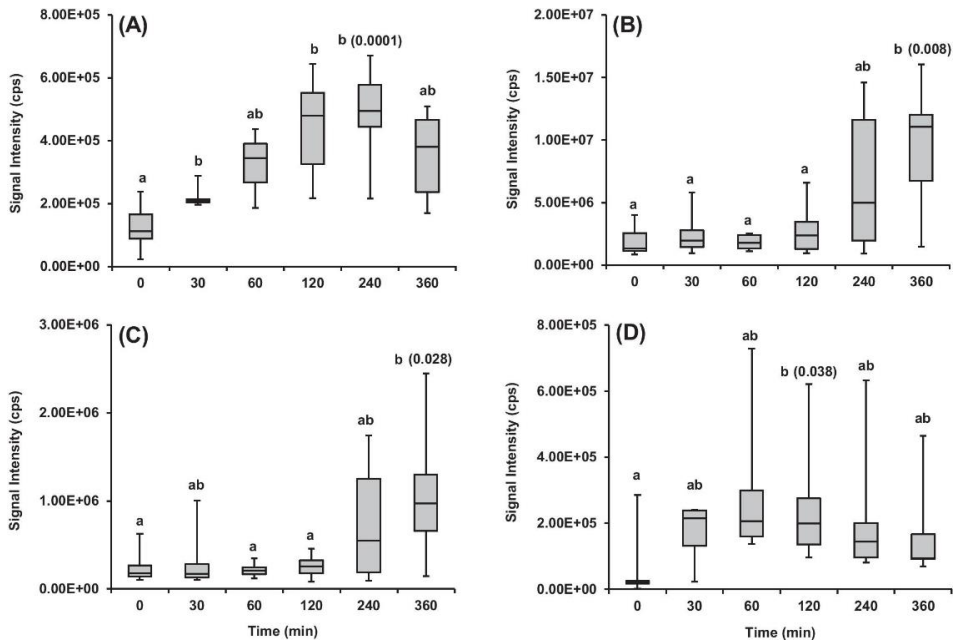 (A)
Signal Intensity (cps)
8.00E+05
6.00E+05
4.00E+05
2.00E+05
0.00E+00
a
b
ab
b
b (0.0001)
ab
0 30 60 120 240 360
(B)
Signal Intensity (cps)
2.00E+07
1.50E+07
1.00E+07
5.00E+06
0.00E+00
a
a
a
a
ab
b (0.008)
0 30 60 120 240 360
(C)
Signal Intensity (cps)
3.00E+06
2.00E+06
1.00E+06
0.00E+00
a
ab
a
a
ab
b (0.028)
0 30 60 120 240 360
Time (min)
(D)
Signal Intensity (cps)
8.00E+05
6.00E+05
4.00E+05
2.00E+05
0.00E+00
a
ab
ab
b (0.038)
ab
ab
0 30 60 120 240 360
Time (min)